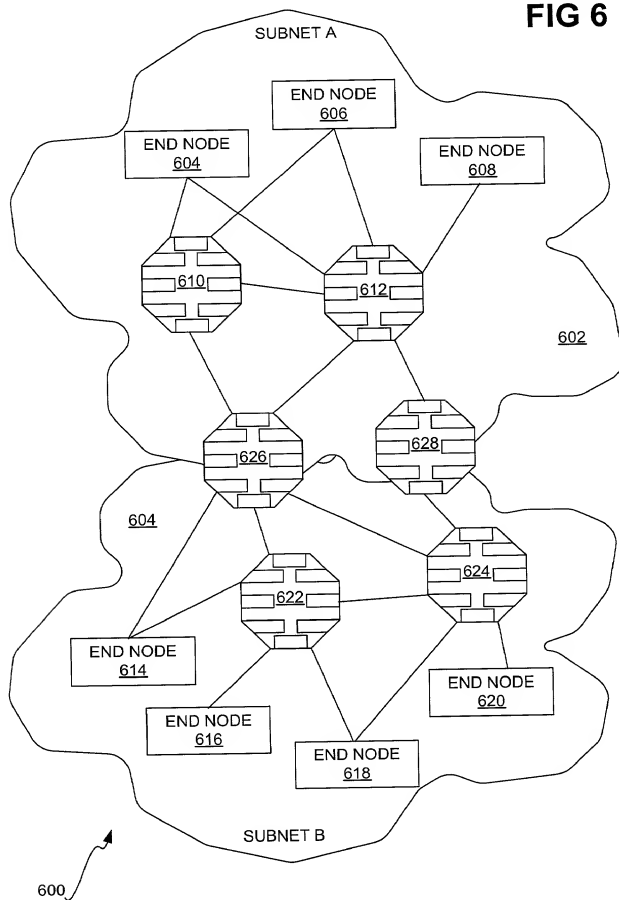 FIG 6
SUBNET A
END NODE
606
END NODE
604
END NODE
608
610
612
602
626
628
604
622
624
END NODE
614
END NODE
620
END NODE
616
END NODE
618
SUBNET B
600